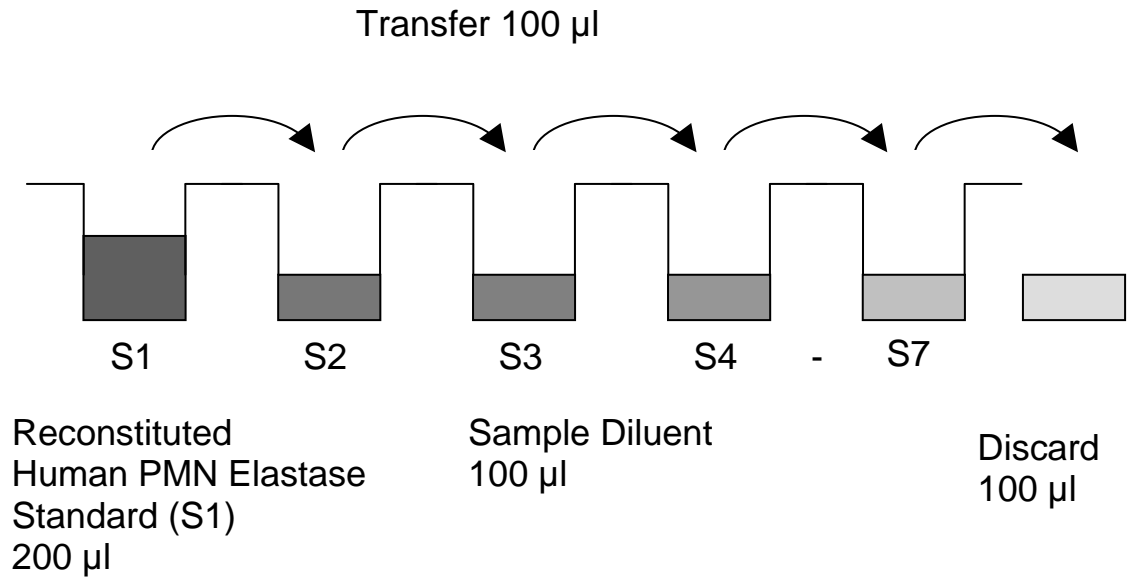 Transfer 100 µl
S1 S2 S3 S4 - S7
Reconstituted
Human PMN Elastase
Standard (S1)
200 µl
Sample Diluent
100 µl
Discard
100 µl